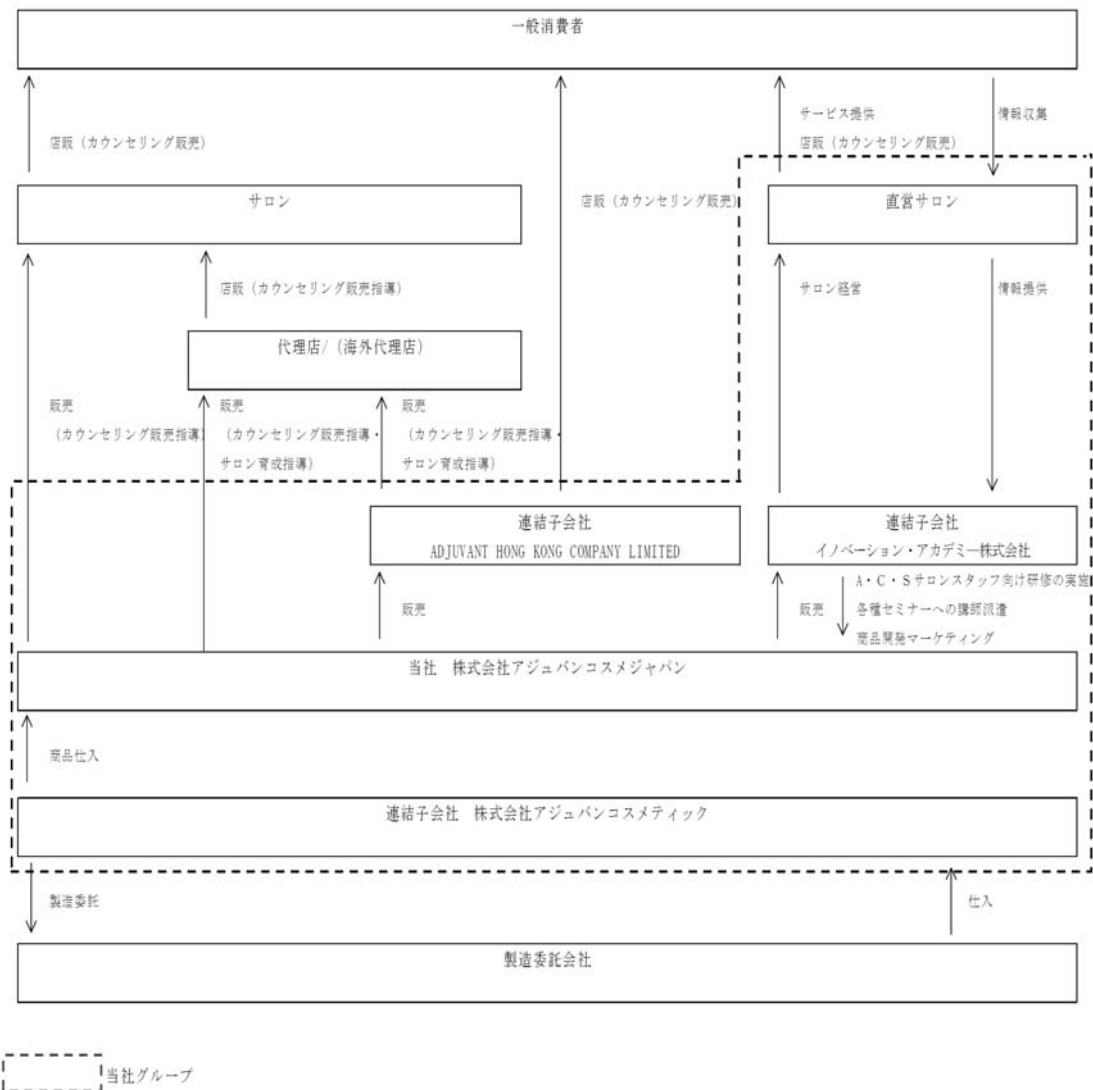 一般消費者
サービス提供
情報収集
店販（カウンセリング販売）
店販（カウンセリング販売）
サロン
店販（カウンセリング販売）
直営サロン
店販（カウンセリング販売指導）
サロン経営
情報提供
代理店/（海外代理店）
販売
（カウンセリング販売指導）
販売
（カウンセリング販売指導・
サロン育成指導）
販売
（カウンセリング販売指導・
サロン育成指導）
連結子会社
ADJUVANT HONG KONG COMPANY LIMITED
連結子会社
イノベーション・アカデミー株式会社
販売
販売
A・C・Sサロンスタッフ向け研修の実施
各種セミナーへの講師派遣
商品開発マーケティング
当社　株式会社アジュバンコスメジャパン
商品仕入
連結子会社　株式会社アジュバンコスメティック
製造委託
仕入
製造委託会社
当社グループ